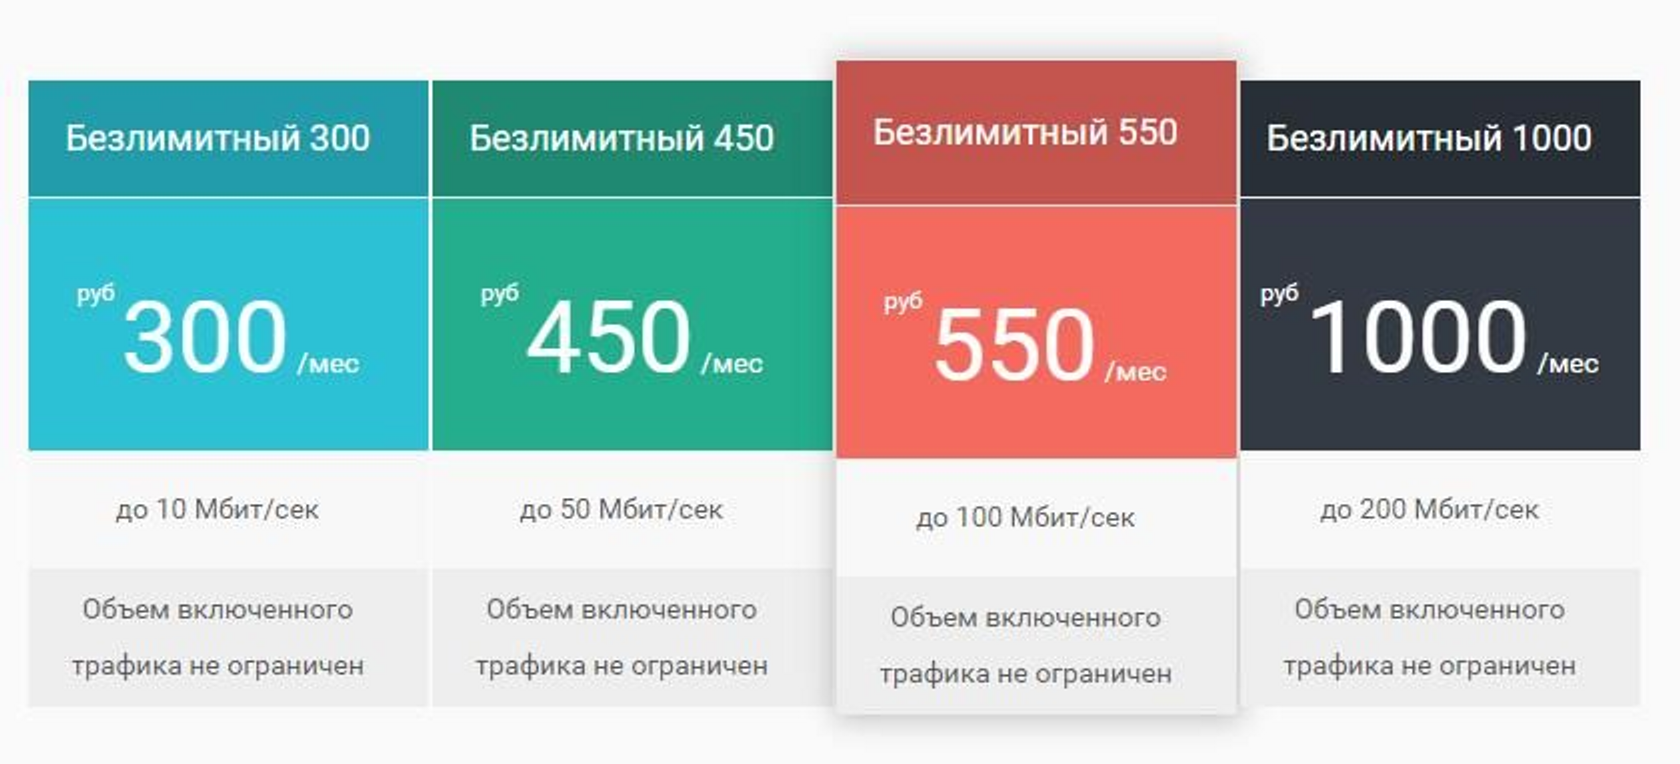 Безлимитный 300
руб 300 /мес
до 10 Мбит/сек
Объем включенного
трафика не ограничен
Безлимитный 450
руб 450 /мес
до 50 Мбит/сек
Объем включенного
трафика не ограничен
Безлимитный 550
руб 550 /мес
до 100 Мбит/сек
Объем включенного
трафика не ограничен
Безлимитный 1000
руб 1000 /мес
до 200 Мбит/сек
Объем включенного
трафика не ограничен